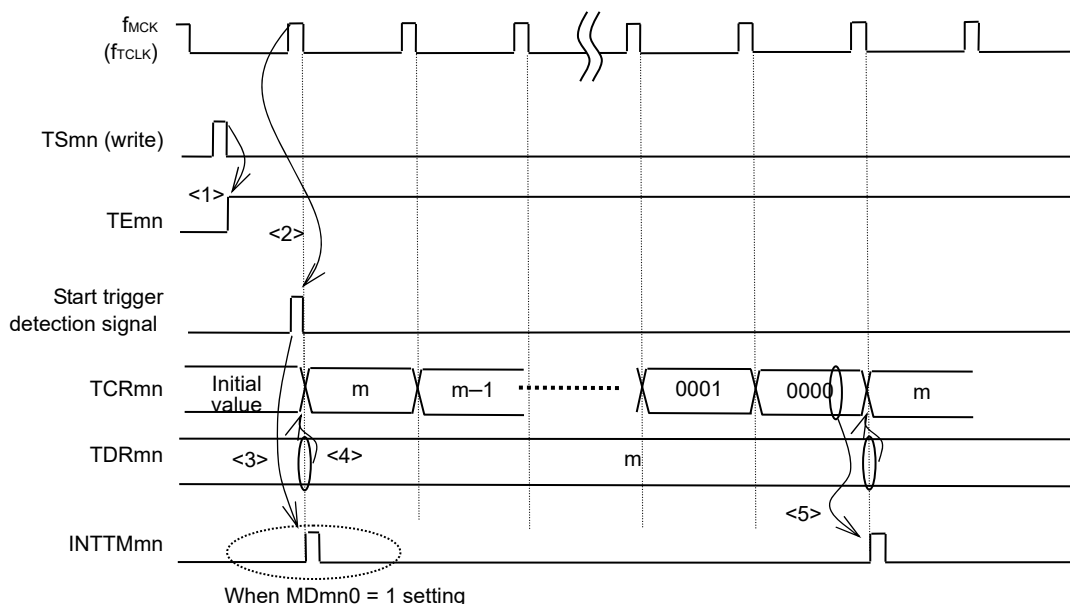 fMCK
(fTCLK)
TSmn (write)
<1>
TEmn
<2>
Start trigger
detection signal
TCRmn
Initial
value
m
m–1
0001
0000
m
TDRmn
<3>
<4>
m
<5>
INTTMmn
When MDmn0 = 1 setting